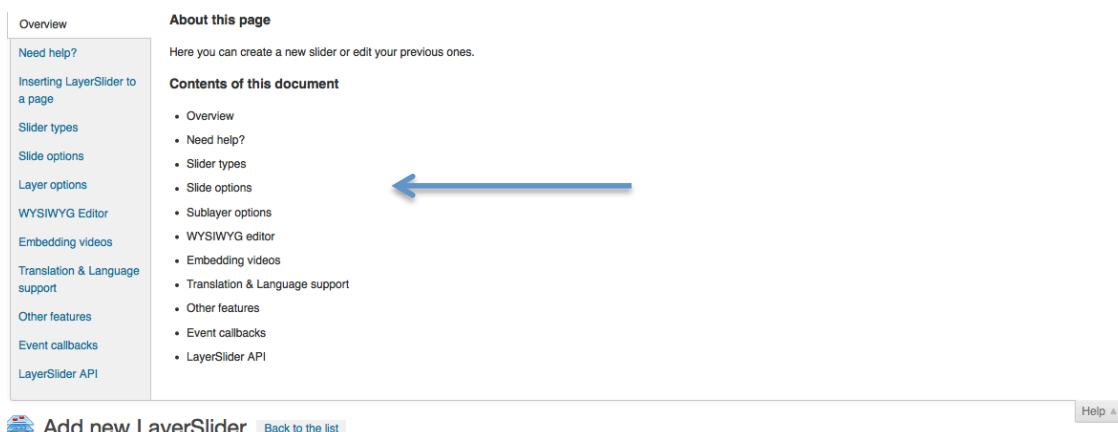 Overview
Need help?
Inserting LayerSlider to
a page
Slider types
Slide options
Layer options
WYSIWYG Editor
Embedding videos
Translation & Language
support
Other features
Event callbacks
LayerSlider API
About this page
Here you can create a new slider or edit your previous ones.
Contents of this document
Overview
Need help?
Slider types
Slide options
Sublayer options
WYSIWYG editor
Embedding videos
Translation & Language support
Other features
Event callbacks
LayerSlider API
Help
Add new LayerSlider Back to the list